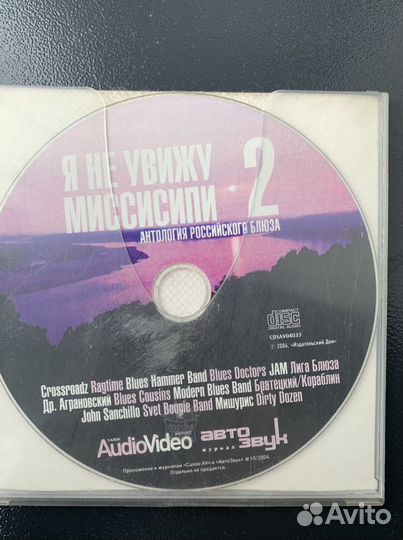 Я НЕ УВИЖУ
МИССИСИПИ 2
АНТОЛОГИЯ РОССИЙСКОГО БЛЮЗА
COMPACT
disc
DIGITAL AUDIO
CDSAV04033
℗ 2004, «Издательский Дом»
Crossroadz Ragtime Blues Hammer Band Blues Doctors JAM Лига Блюза
Др. Аграновский Blues Cousins Modern Blues Band Братецкий/Кораблин
John Sanchillo Svet Boogie Band Мишурис Dirty Dozen
САЛОН
AudioVideo
авто
звук
журнал
Приложение к журналам «Салон AV» и «АвтоЗвук» #10/2004
Отдельно не продается.
Avito